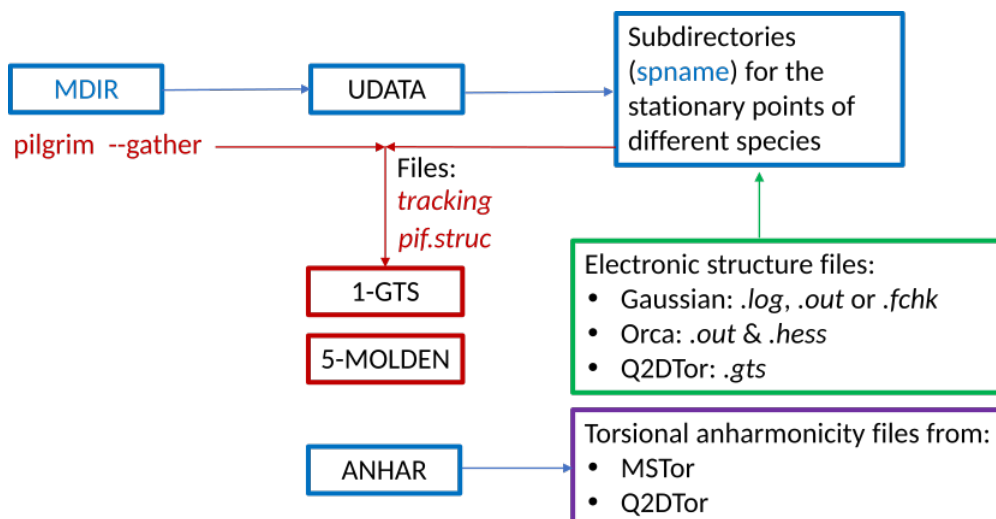 MDIR
UDATA
Subdirectories
(spname) for the
stationary points of
different species
pilgrim --gather
Files:
tracking
pif.struc
1-GTS
5-MOLDEN
Electronic structure files:
• Gaussian: .log, .out or .fchk
• Orca: .out & .hess
• Q2DTor: .gts
ANHAR
Torsional anharmonicity files from:
• MSTor
• Q2DTor